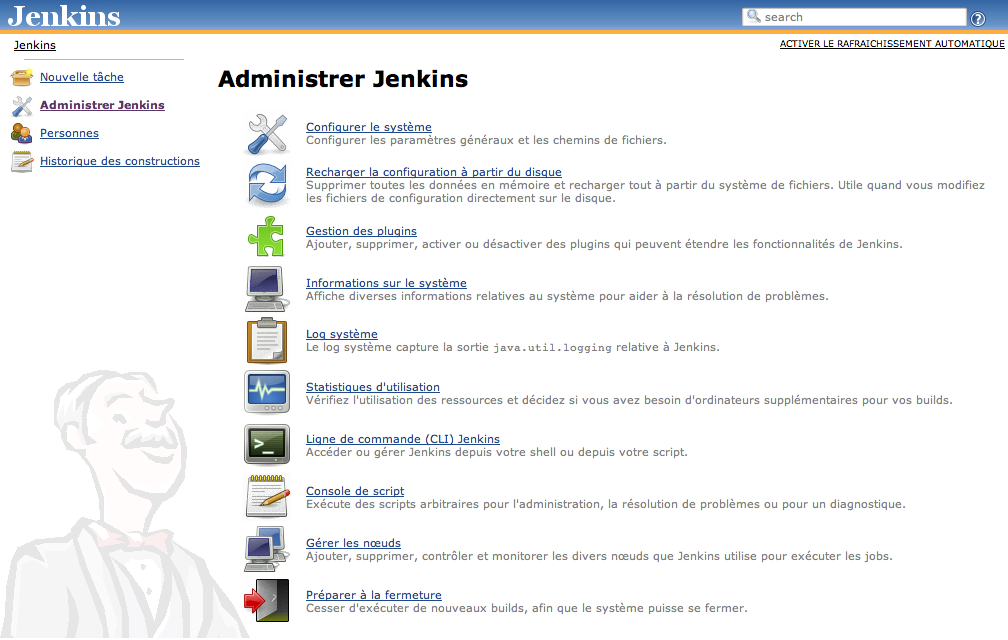 Jenkins
search
Jenkins
ACTIVER LE RAFRAICHISSEMENT AUTOMATIQUE
Nouvelle tâche
Administrer Jenkins
Personnes
Historique des constructions
Administrer Jenkins
Configurer le système
Configurer les paramètres généraux et les chemins de fichiers.
Recharger la configuration à partir du disque
Supprimer toutes les données en mémoire et recharger tout à partir du système de fichiers. Utile quand vous modifiez
les fichiers de configuration directement sur le disque.
Gestion des plugins
Ajouter, supprimer, activer ou désactiver des plugins qui peuvent étendre les fonctionnalités de Jenkins.
Informations sur le système
Affiche diverses informations relatives au système pour aider à la résolution de problèmes.
Log système
Le log système capture la sortie java.util.logging relative à Jenkins.
Statistiques d'utilisation
Vérifiez l'utilisation des ressources et décidez si vous avez besoin d'ordinateurs supplémentaires pour vos builds.
Ligne de commande (CLI) Jenkins
Accéder ou gérer Jenkins depuis votre shell ou depuis votre script.
Console de script
Exécute des scripts arbitraires pour l'administration, la résolution de problèmes ou pour un diagnostique.
Gérer les nœuds
Ajouter, supprimer, contrôler et monitorer les divers nœuds que Jenkins utilise pour exécuter les jobs.
Préparer à la fermeture
Cesser d'exécuter de nouveaux builds, afin que le système puisse se fermer.